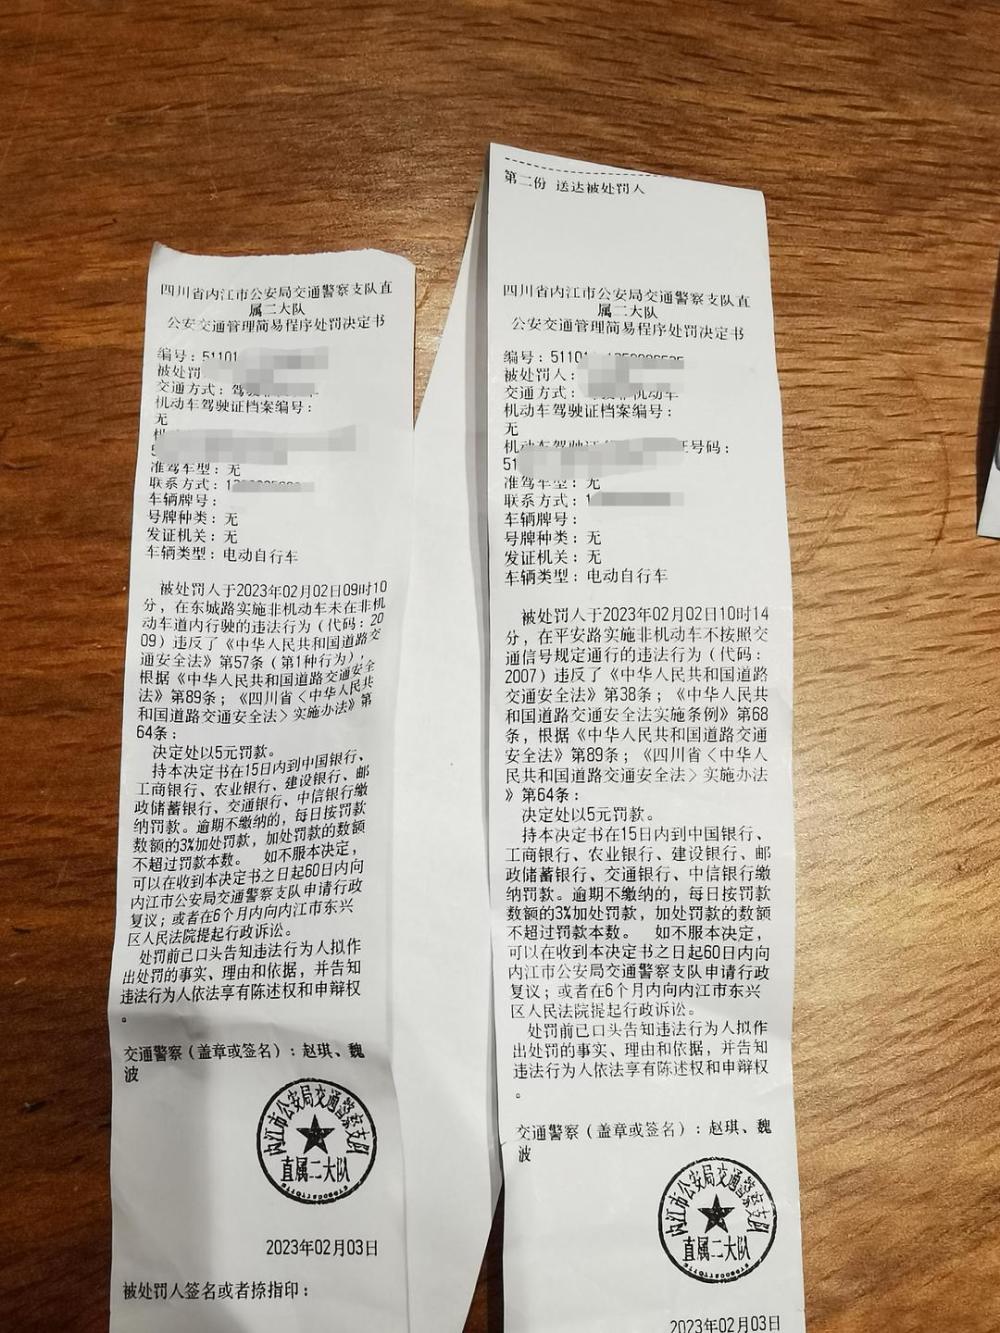 四川省内江市公安局交通警察支队直
属二大队
公安交通管理简易程序处罚决定书
编号：51101
被处罚
交通方式：驾
机动车驾驶证档案编号：
无
准驾车型：无
联系方式：
车辆牌号：
号牌种类：无
发证机关：无
车辆类型：电动自行车
被处罚人于2023年02月02日09时10
分，在东城路实施非机动车未在非机
动车道内行驶的违法行为（代码：20
09）违反了《中华人民共和国道路交
通安全法》第57条（第1种行为），
根据《中华人民共和国道路交通安全
法》第89条；《四川省〈中华人民共
和国道路交通安全法〉实施办法》第
64条：
决定处以5元罚款。
持本决定书在15日内到中国银行、
工商银行、农业银行、建设银行、邮
政储蓄银行、交通银行、中信银行缴
纳罚款。逾期不缴纳的，每日按罚款
数额的3%加处罚款，加处罚款的数额
不超过罚款本数。 如不服本决定，
可以在收到本决定书之日起60日内向
内江市公安局交通警察支队申请行政
复议；或者在6个月内向内江市东兴
区人民法院提起行政诉讼。
处罚前已口头告知违法行为人拟作
出处罚的事实、理由和依据，并告知
违法行为人依法享有陈述权和申辩权
。
交通警察（盖章或签名）：赵琪、魏
波
内江市公安局交通警察支队
直属二大队
2023年02月03日
被处罚人签名或者捺指印：
第二份 送达被处罚人
四川省内江市公安局交通警察支队直
属二大队
公安交通管理简易程序处罚决定书
编号：51101
被处罚人：
交通方式：非机动车
机动车驾驶证档案编号：
无
机动车驾驶证 证号码：
51
准驾车型：无
联系方式：1
车辆牌号：
号牌种类：无
发证机关：无
车辆类型：电动自行车
被处罚人于2023年02月02日10时14
分，在平安路实施非机动车不按照交
通信号规定通行的违法行为（代码：
2007）违反了《中华人民共和国道路
交通安全法》第38条；《中华人民共
和国道路交通安全法实施条例》第68
条，根据《中华人民共和国道路交通
安全法》第89条；《四川省〈中华人
民共和国道路交通安全法〉实施办法
》第64条：
决定处以5元罚款。
持本决定书在15日内到中国银行、
工商银行、农业银行、建设银行、邮
政储蓄银行、交通银行、中信银行缴
纳罚款。逾期不缴纳的，每日按罚款
数额的3%加处罚款，加处罚款的数额
不超过罚款本数。 如不服本决定，
可以在收到本决定书之日起60日内向
内江市公安局交通警察支队申请行政
复议；或者在6个月内向内江市东兴
区人民法院提起行政诉讼。
处罚前已口头告知违法行为人拟作
出处罚的事实、理由和依据，并告知
违法行为人依法享有陈述权和申辩权
。
交通警察（盖章或签名）：赵琪、魏
波
内江市公安局交通警察支队
直属二大队
2023年02月03日